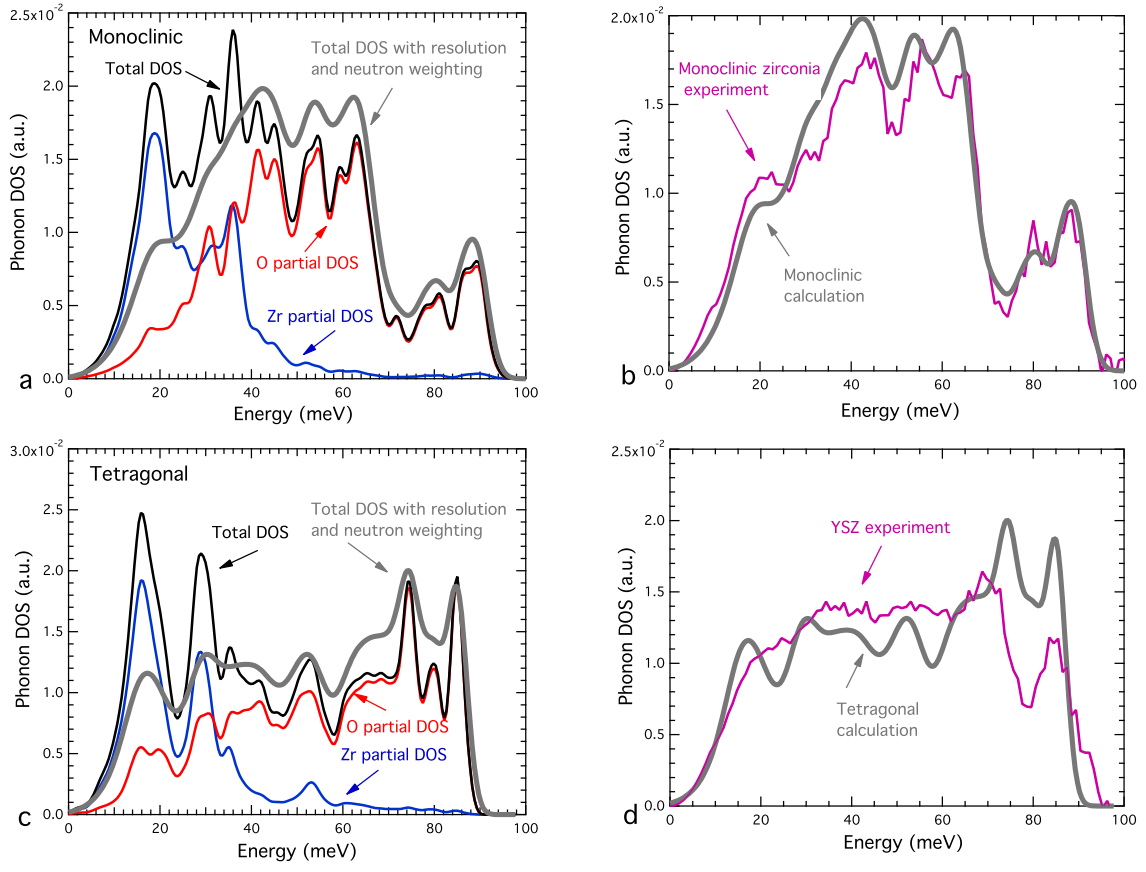 2.5x10⁻²
2.0
1.5
1.0
0.5
0.0
Phonon DOS (a.u.)
Monoclinic
Total DOS
Total DOS with resolution
and neutron weighting
O partial DOS
Zr partial DOS
a
0
20
40
60
80
100
Energy (meV)
2.0x10⁻²
1.5
1.0
0.5
0.0
Phonon DOS (a.u.)
Monoclinic zirconia
experiment
Monoclinic
calculation
b
0
20
40
60
80
100
Energy (meV)
3.0x10⁻²
2.5
2.0
1.5
1.0
0.5
0.0
Phonon DOS (a.u.)
Tetragonal
Total DOS
Total DOS with resolution
and neutron weighting
O partial DOS
Zr partial DOS
c
0
20
40
60
80
100
Energy (meV)
2.5x10⁻²
2.0
1.5
1.0
0.5
0.0
Phonon DOS (a.u.)
YSZ experiment
Tetragonal
calculation
d
0
20
40
60
80
100
Energy (meV)